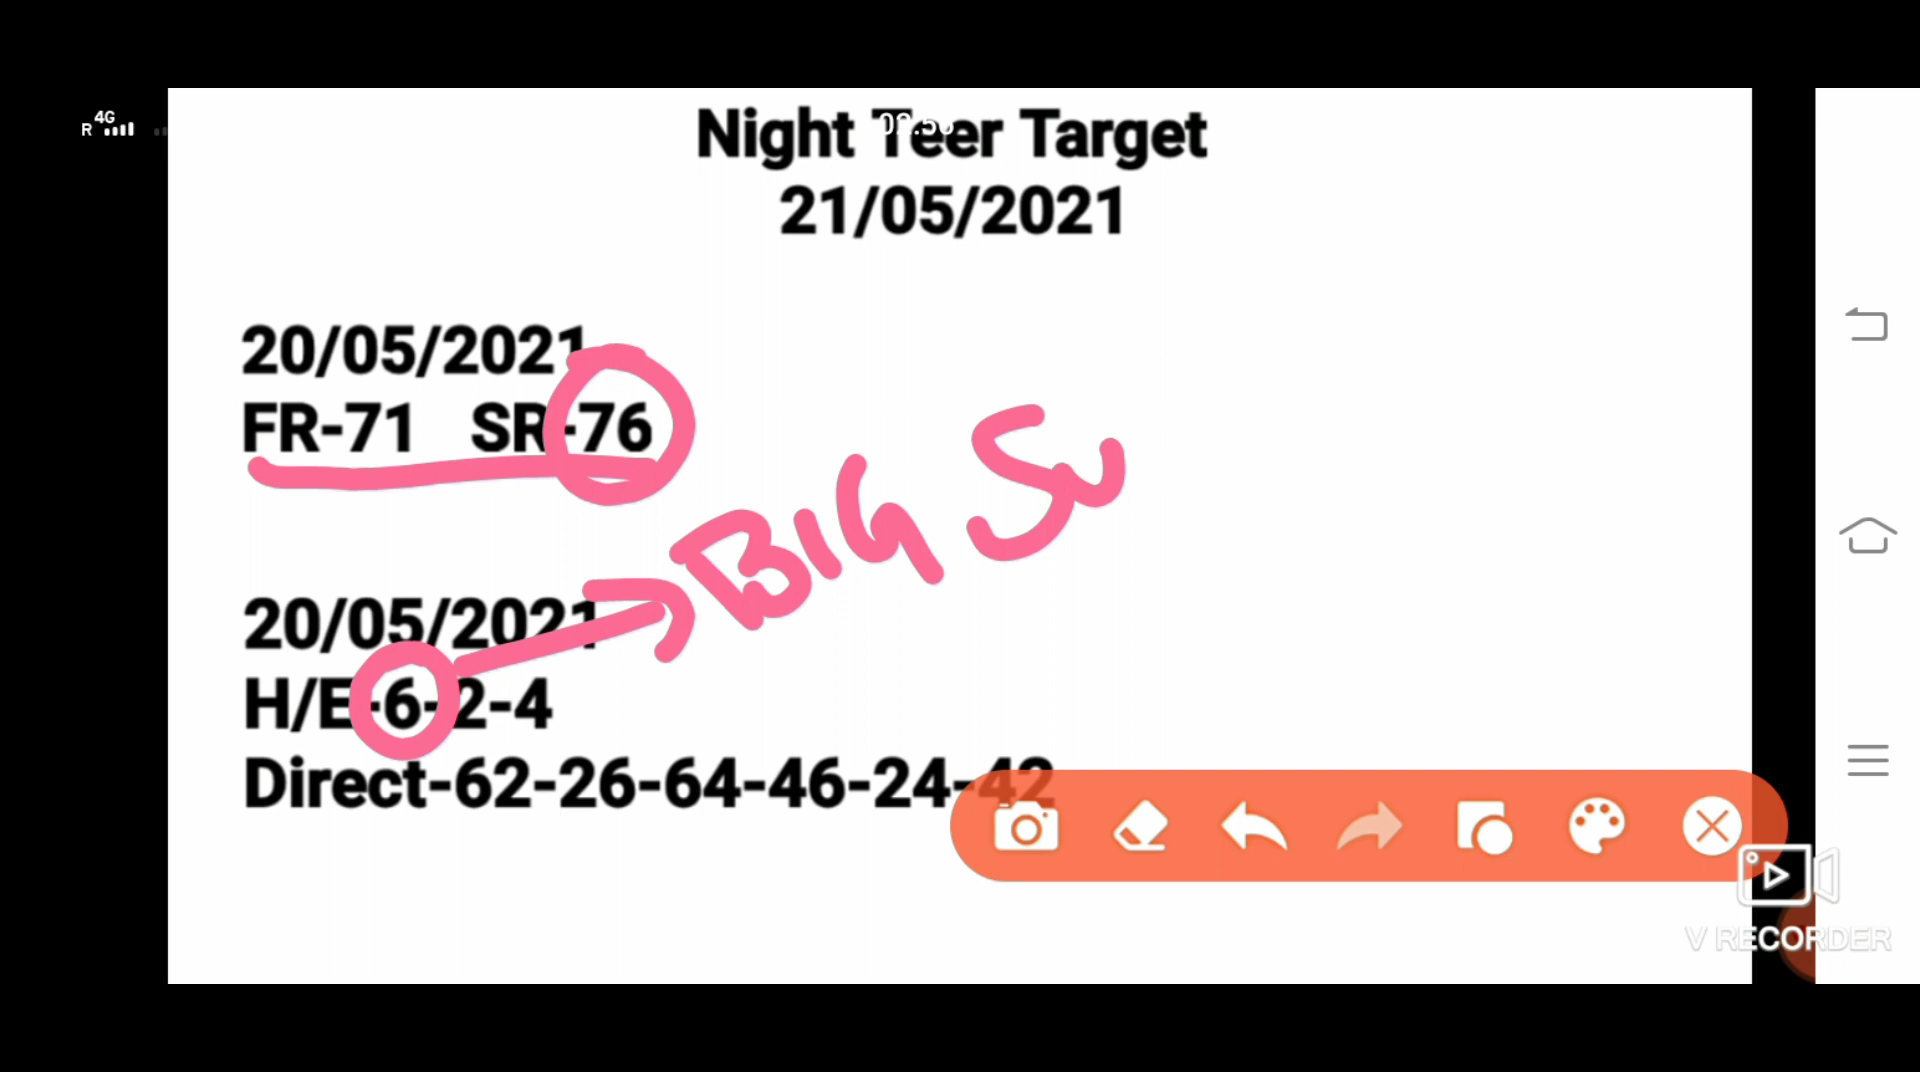 R 4G
Night Teer Target
21/05/2021
20/05/2021
FR-71 SR-76
BIG SU
20/05/2021
H/E-6-2-4
Direct-62-26-64-46-24-42
V RECORDER